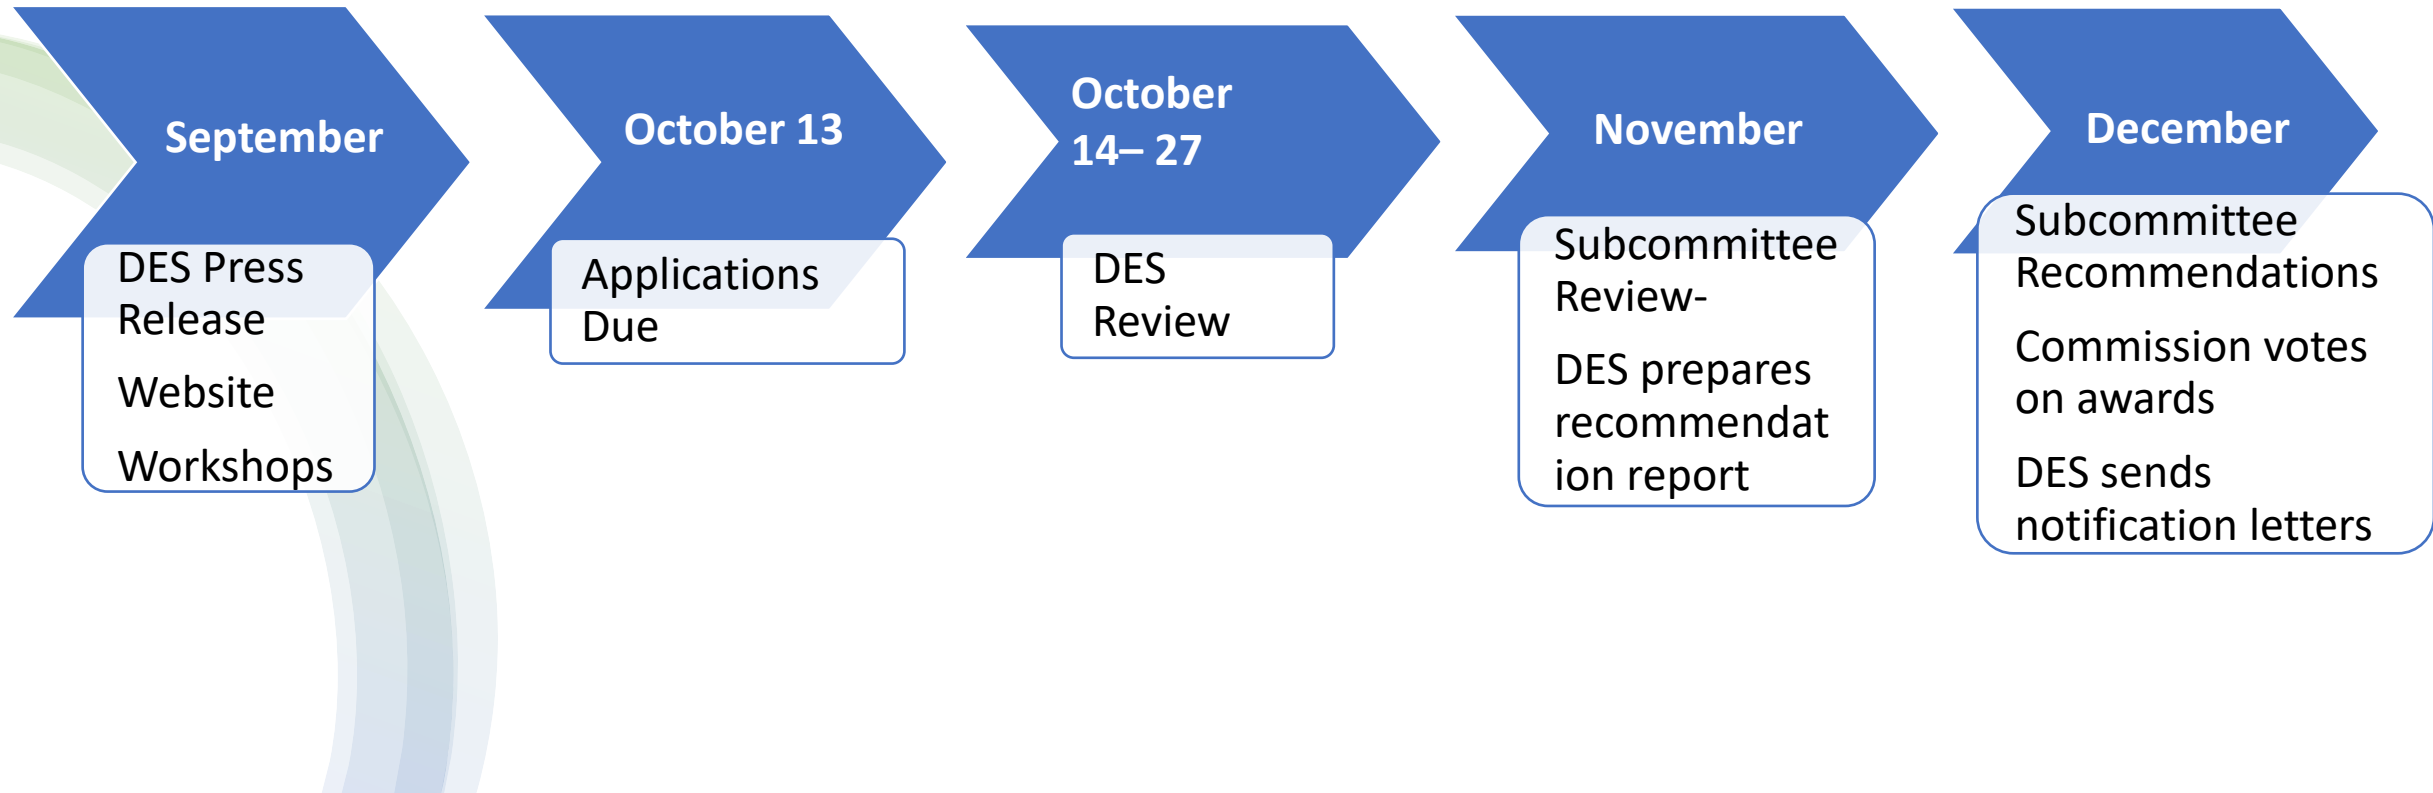 September
DES Press
Release
Website
Workshops
October 13
Applications
Due
October
14– 27
DES
Review
November
Subcommittee
Review-
DES prepares
recommendat
ion report
December
Subcommittee
Recommendations
Commission votes
on awards
DES sends
notification letters